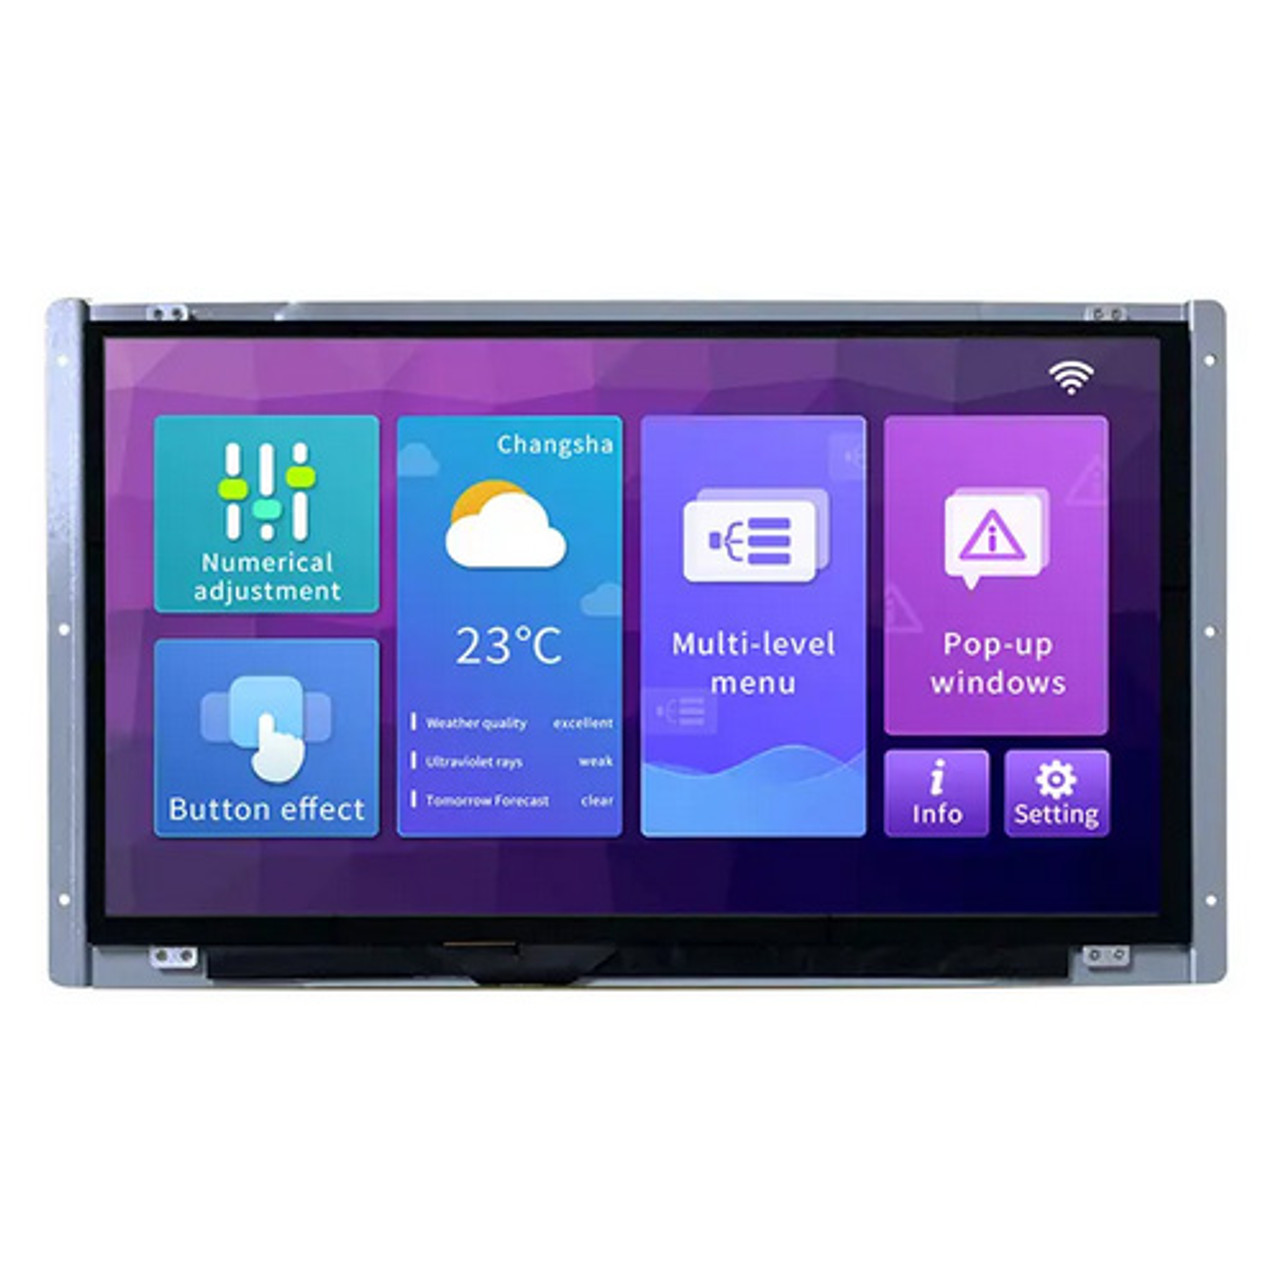 Numerical
adjustment
Button effect
Changsha
23°C
Weather quality excellent
Ultraviolet rays weak
Tomorrow Forecast clear
Multi-level
menu
Pop-up
windows
i
Info
Setting